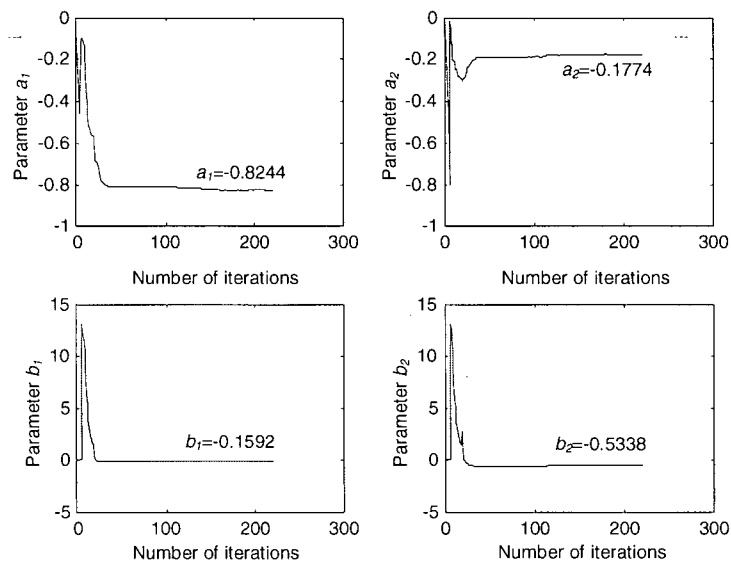 0
-0.2
-0.4
-0.6
-0.8
-1
Parameter a1
a1=-0.8244
0 100 200 300
Number of iterations
0
-0.2
-0.4
-0.6
-0.8
-1
Parameter a2
a2=-0.1774
0 100 200 300
Number of iterations
15
10
5
0
-5
Parameter b1
b1=-0.1592
0 100 200 300
Number of iterations
15
10
5
0
-5
Parameter b2
b2=-0.5338
0 100 200 300
Number of iterations